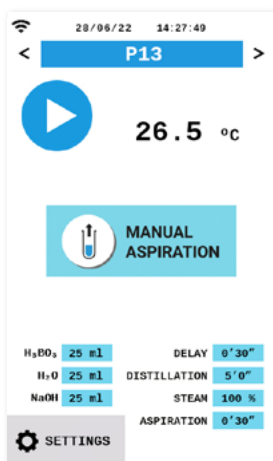 28/06/22 14:27:49
< P13 >
26.5 ºC
MANUAL
ASPIRATION
H₃BO₃ 25 ml DELAY 0'30"
H₂O 25 ml DISTILLATION 5'0"
NaOH 25 ml STEAM 100 %
ASPIRATION 0'30"
SETTINGS